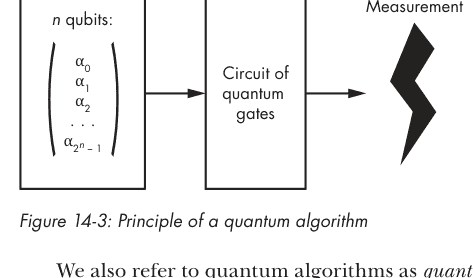 Measurement
n qubits:
α0
α1
α2
. . .
α2n – 1
Circuit of
quantum
gates
Figure 14-3: Principle of a quantum algorithm
We also refer to quantum algorithms as quant